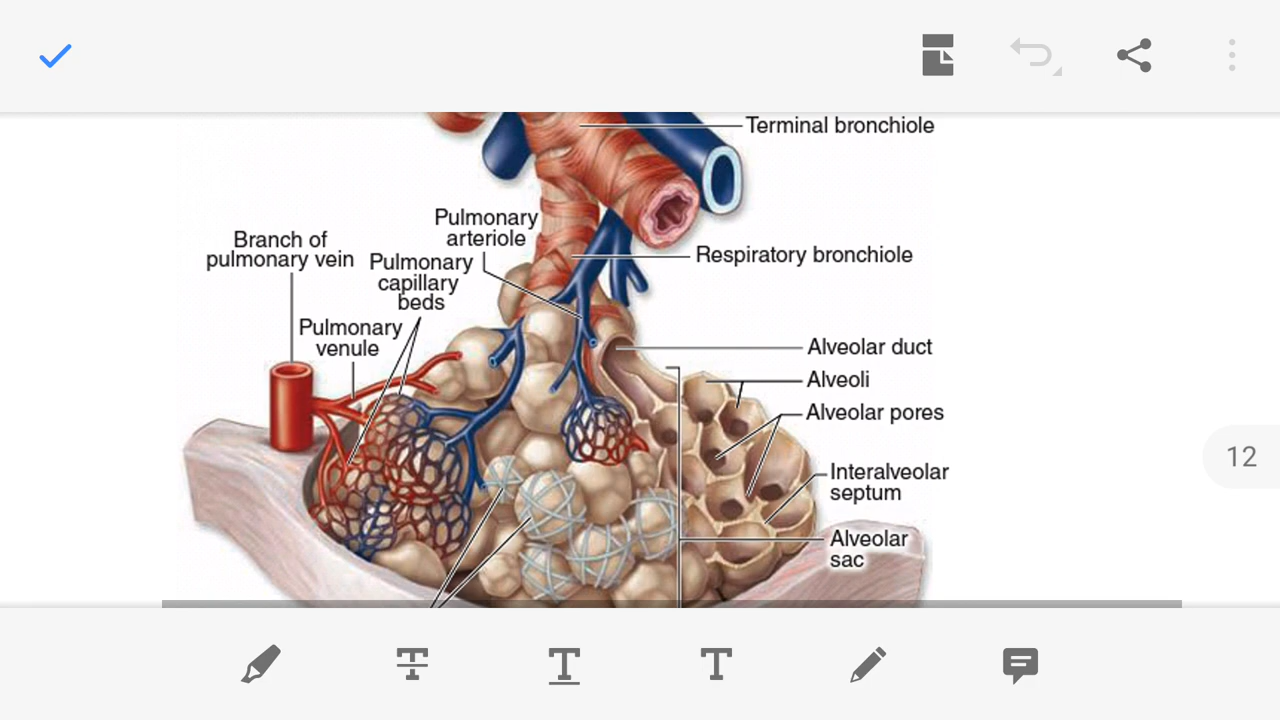 Terminal bronchiole
Pulmonary
arteriole
Branch of
pulmonary vein
Pulmonary
capillary
beds
Respiratory bronchiole
Pulmonary
venule
Alveolar duct
Alveoli
Alveolar pores
Interalveolar
septum
Alveolar
sac
12
T
T
T